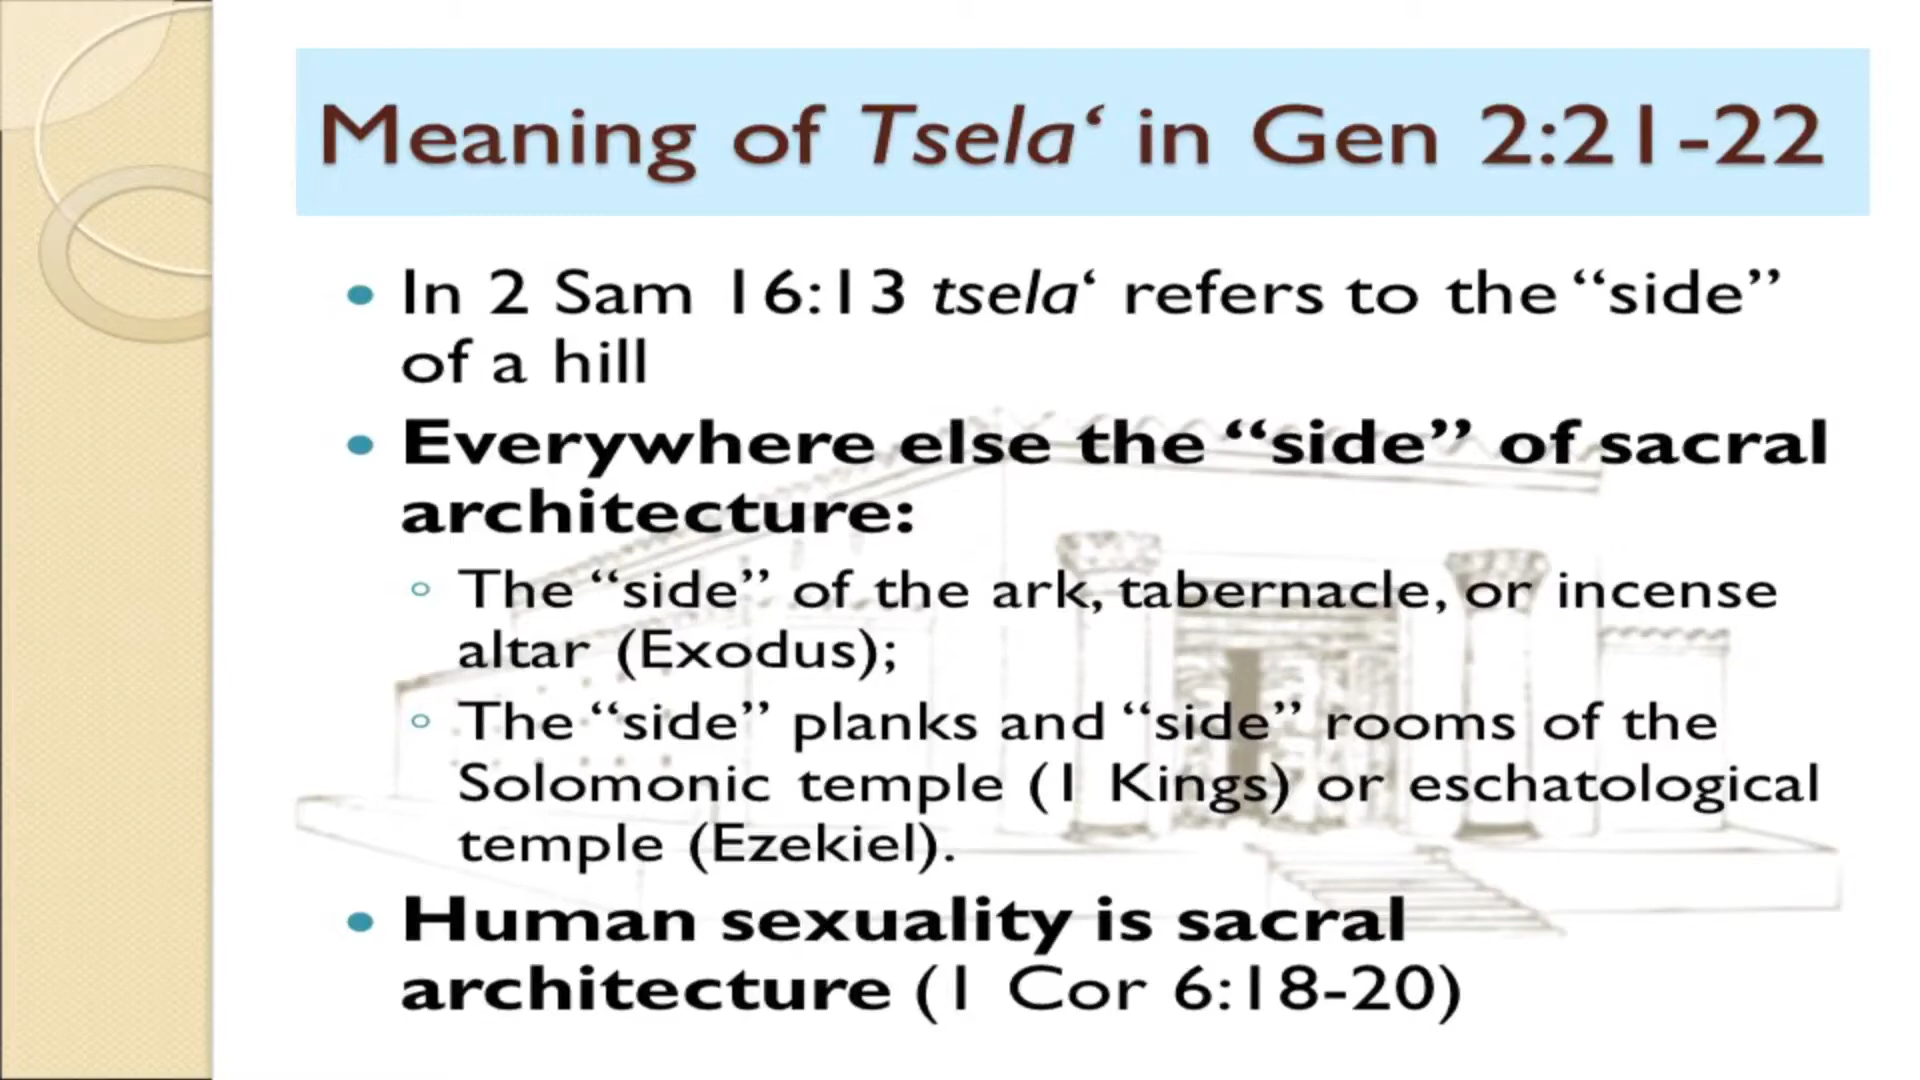 Meaning of Tsela‘ in Gen 2:21-22
• In 2 Sam 16:13 tsela‘ refers to the “side”
of a hill
• Everywhere else the “side” of sacral
architecture:
◦ The “side” of the ark, tabernacle, or incense
altar (Exodus);
◦ The “side” planks and “side” rooms of the
Solomonic temple (1 Kings) or eschatological
temple (Ezekiel).
• Human sexuality is sacral
architecture (1 Cor 6:18-20)